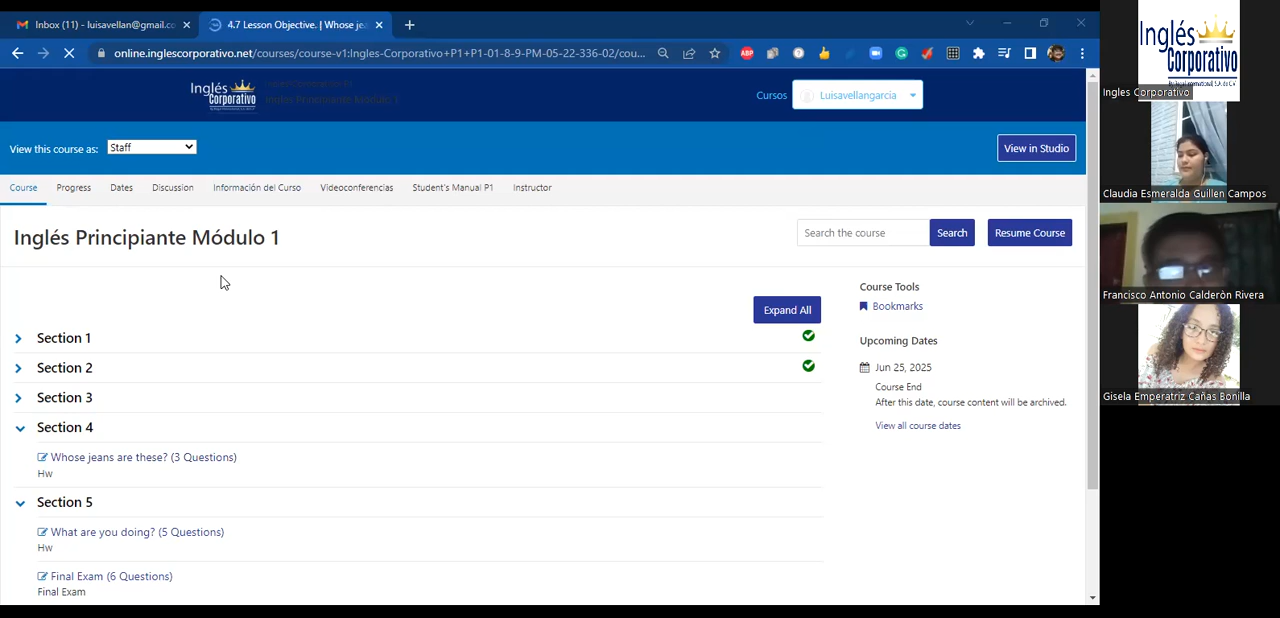 Inbox (11) - luisavellan@gmail.co
4.7 Lesson Objective. | Whose je
online.inglescorporativo.net/courses/course-v1:Ingles-Corporativo+P1+P1-01-8-9-PM-05-22-336-02/cou...
Inglés
Corporativo
Inglés Principiante Módulo 1
Cursos
Luisavellangarcia
View this course as:
Staff
View in Studio
Course
Progress
Dates
Discussion
Información del Curso
Videoconferencias
Student's Manual P1
Instructor
Inglés Principiante Módulo 1
Search the course
Search
Resume Course
Expand All
Section 1
Section 2
Section 3
Section 4
Whose jeans are these? (3 Questions)
Hw
Section 5
What are you doing? (5 Questions)
Hw
Final Exam (6 Questions)
Final Exam
Course Tools
Bookmarks
Upcoming Dates
Jun 25, 2025
Course End
After this date, course content will be archived.
View all course dates
ABP
Inglés
Corporativo
Ingles Corporativo
Claudia Esmeralda Guillen Campos
Francisco Antonio Calderòn Rivera
Gisela Emperatriz Cañas Bonilla